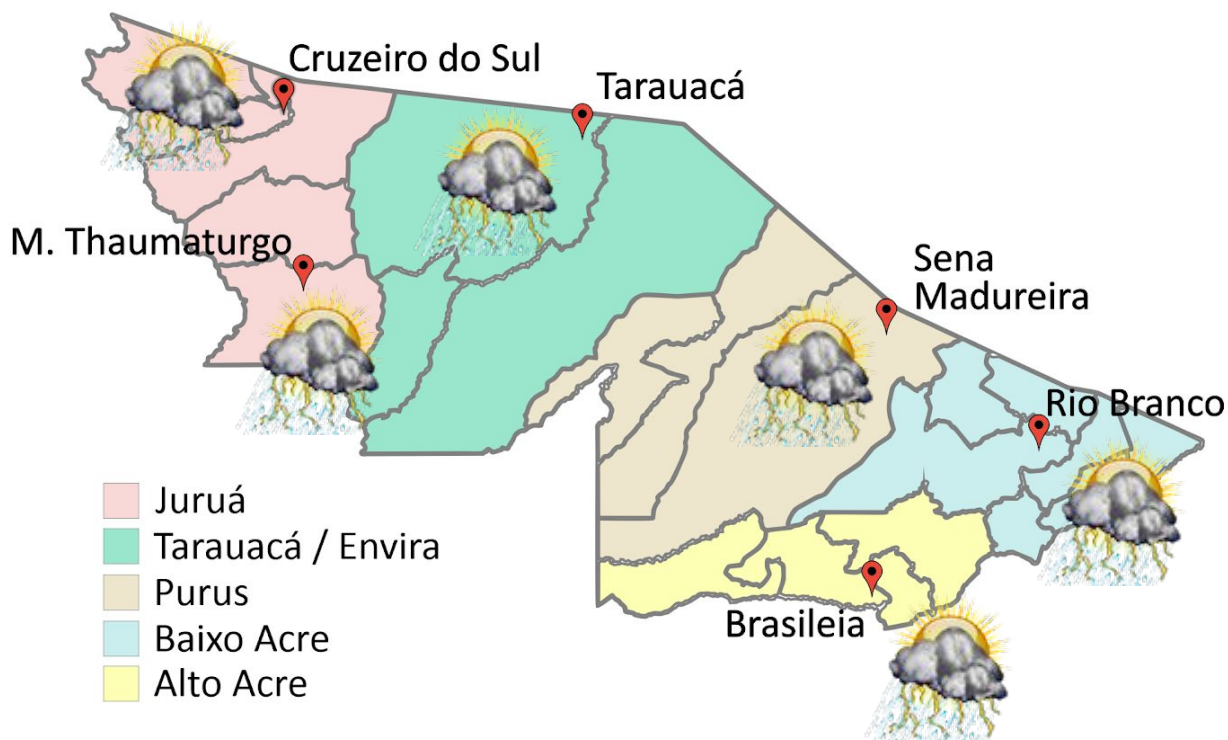 Cruzeiro do Sul
Tarauacá
M. Thaumaturgo
Sena
Madureira
Rio Branco
Brasileia
Juruá
Tarauacá / Envira
Purus
Baixo Acre
Alto Acre